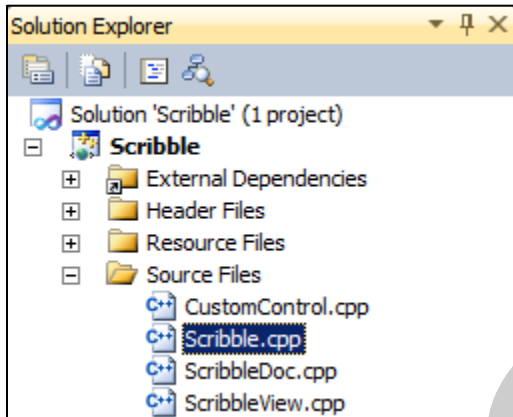 Solution Explorer
Solution 'Scribble' (1 project)
Scribble
External Dependencies
Header Files
Resource Files
Source Files
C++ CustomControl.cpp
C++ Scribble.cpp
C++ ScribbleDoc.cpp
C++ ScribbleView.cpp